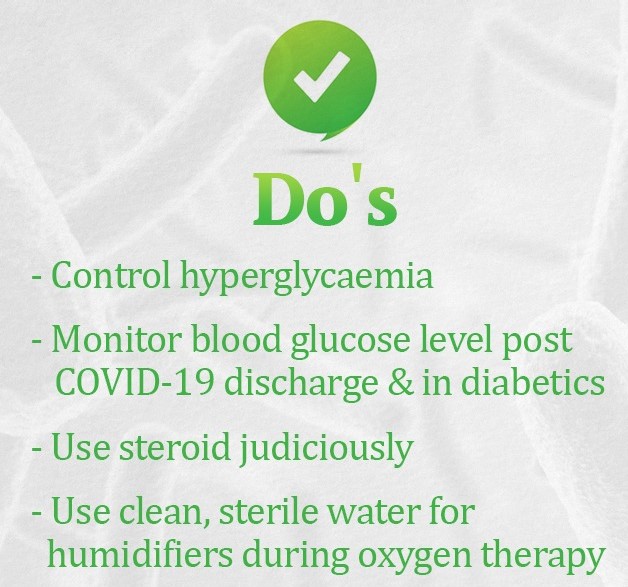 Do's
- Control hyperglycaemia
- Monitor blood glucose level post
COVID-19 discharge & in diabetics
- Use steroid judiciously
- Use clean, sterile water for
humidifiers during oxygen therapy